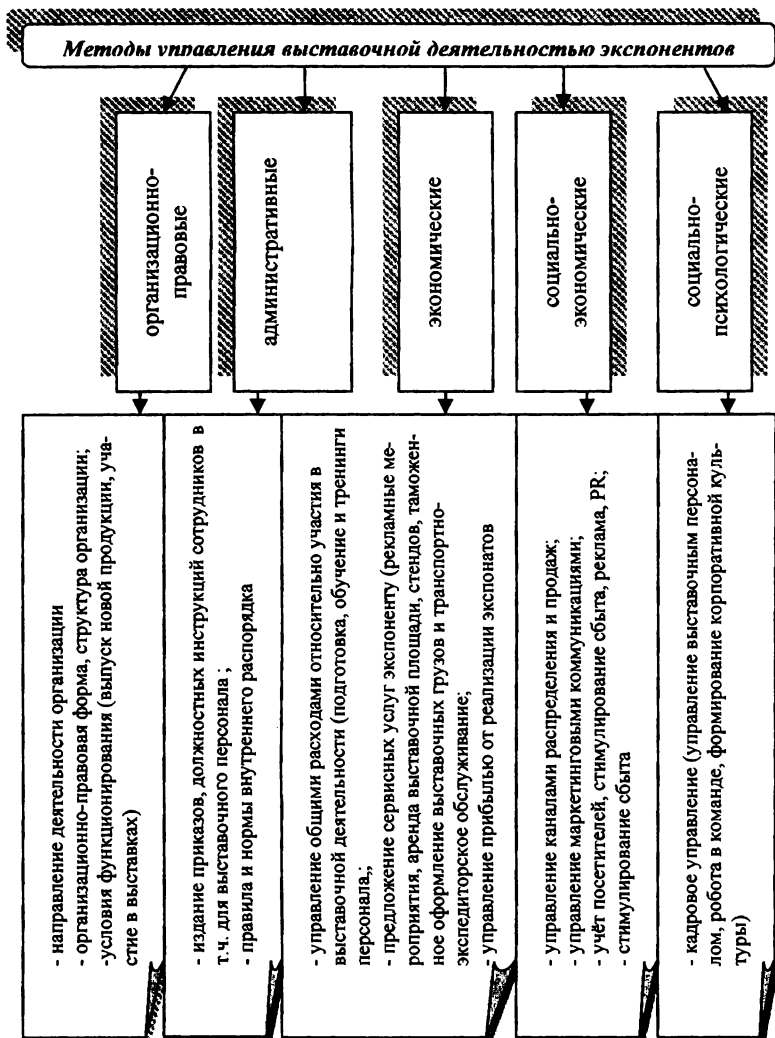 Методы управления выставочной деятельностью экспонентов
организационно-
правовые
административные
экономические
социально-
экономические
социально-
психологические
- направление деятельности организации
- организационно-правовая форма, структура организации;
-условия функционирования (выпуск новой продукции, уча-
стие в выставках)
- издание приказов, должностных инструкций сотрудников в
т.ч. для выставочного персонала ;
- правила и нормы внутреннего распорядка
- управление общими расходами относительно участия в
выставочной деятельности (подготовка, обучение и тренинги
персонала,;
- предложение сервисных услуг экспоненту (рекламные ме-
роприятия, аренда выставочной площади, стендов, таможен-
ное оформление выставочных грузов и транспортно-
экспедиторское обслуживание;
- управление прибылью от реализации экспонатов
- управление каналами распределения и продаж;
- управление маркетинговыми коммуникациями;
- учёт посетителей, стимулирование сбыта, реклама, PR;
- стимулирование сбыта
- кадровое управление (управление выставочным персона-
лом, робота в команде, формирование корпоративной куль-
туры)